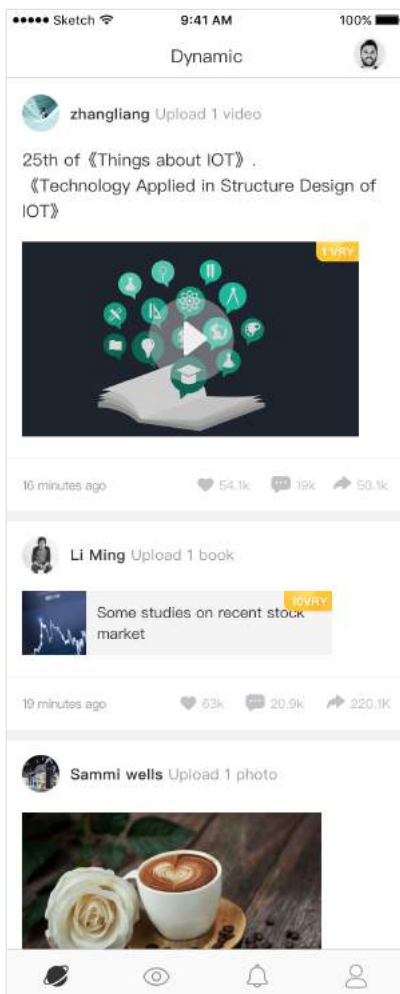 Sketch
9:41 AM
100%
Dynamic
zhangliang Upload 1 video
25th of《Things about IOT》.
《Technology Applied in Structure Design of
IOT》
1 VRY
16 minutes ago
54.1k
19k
50.1k
Li Ming Upload 1 book
10VRY
Some studies on recent stock
market
19 minutes ago
63k
20.9k
220.1K
Sammi wells Upload 1 photo